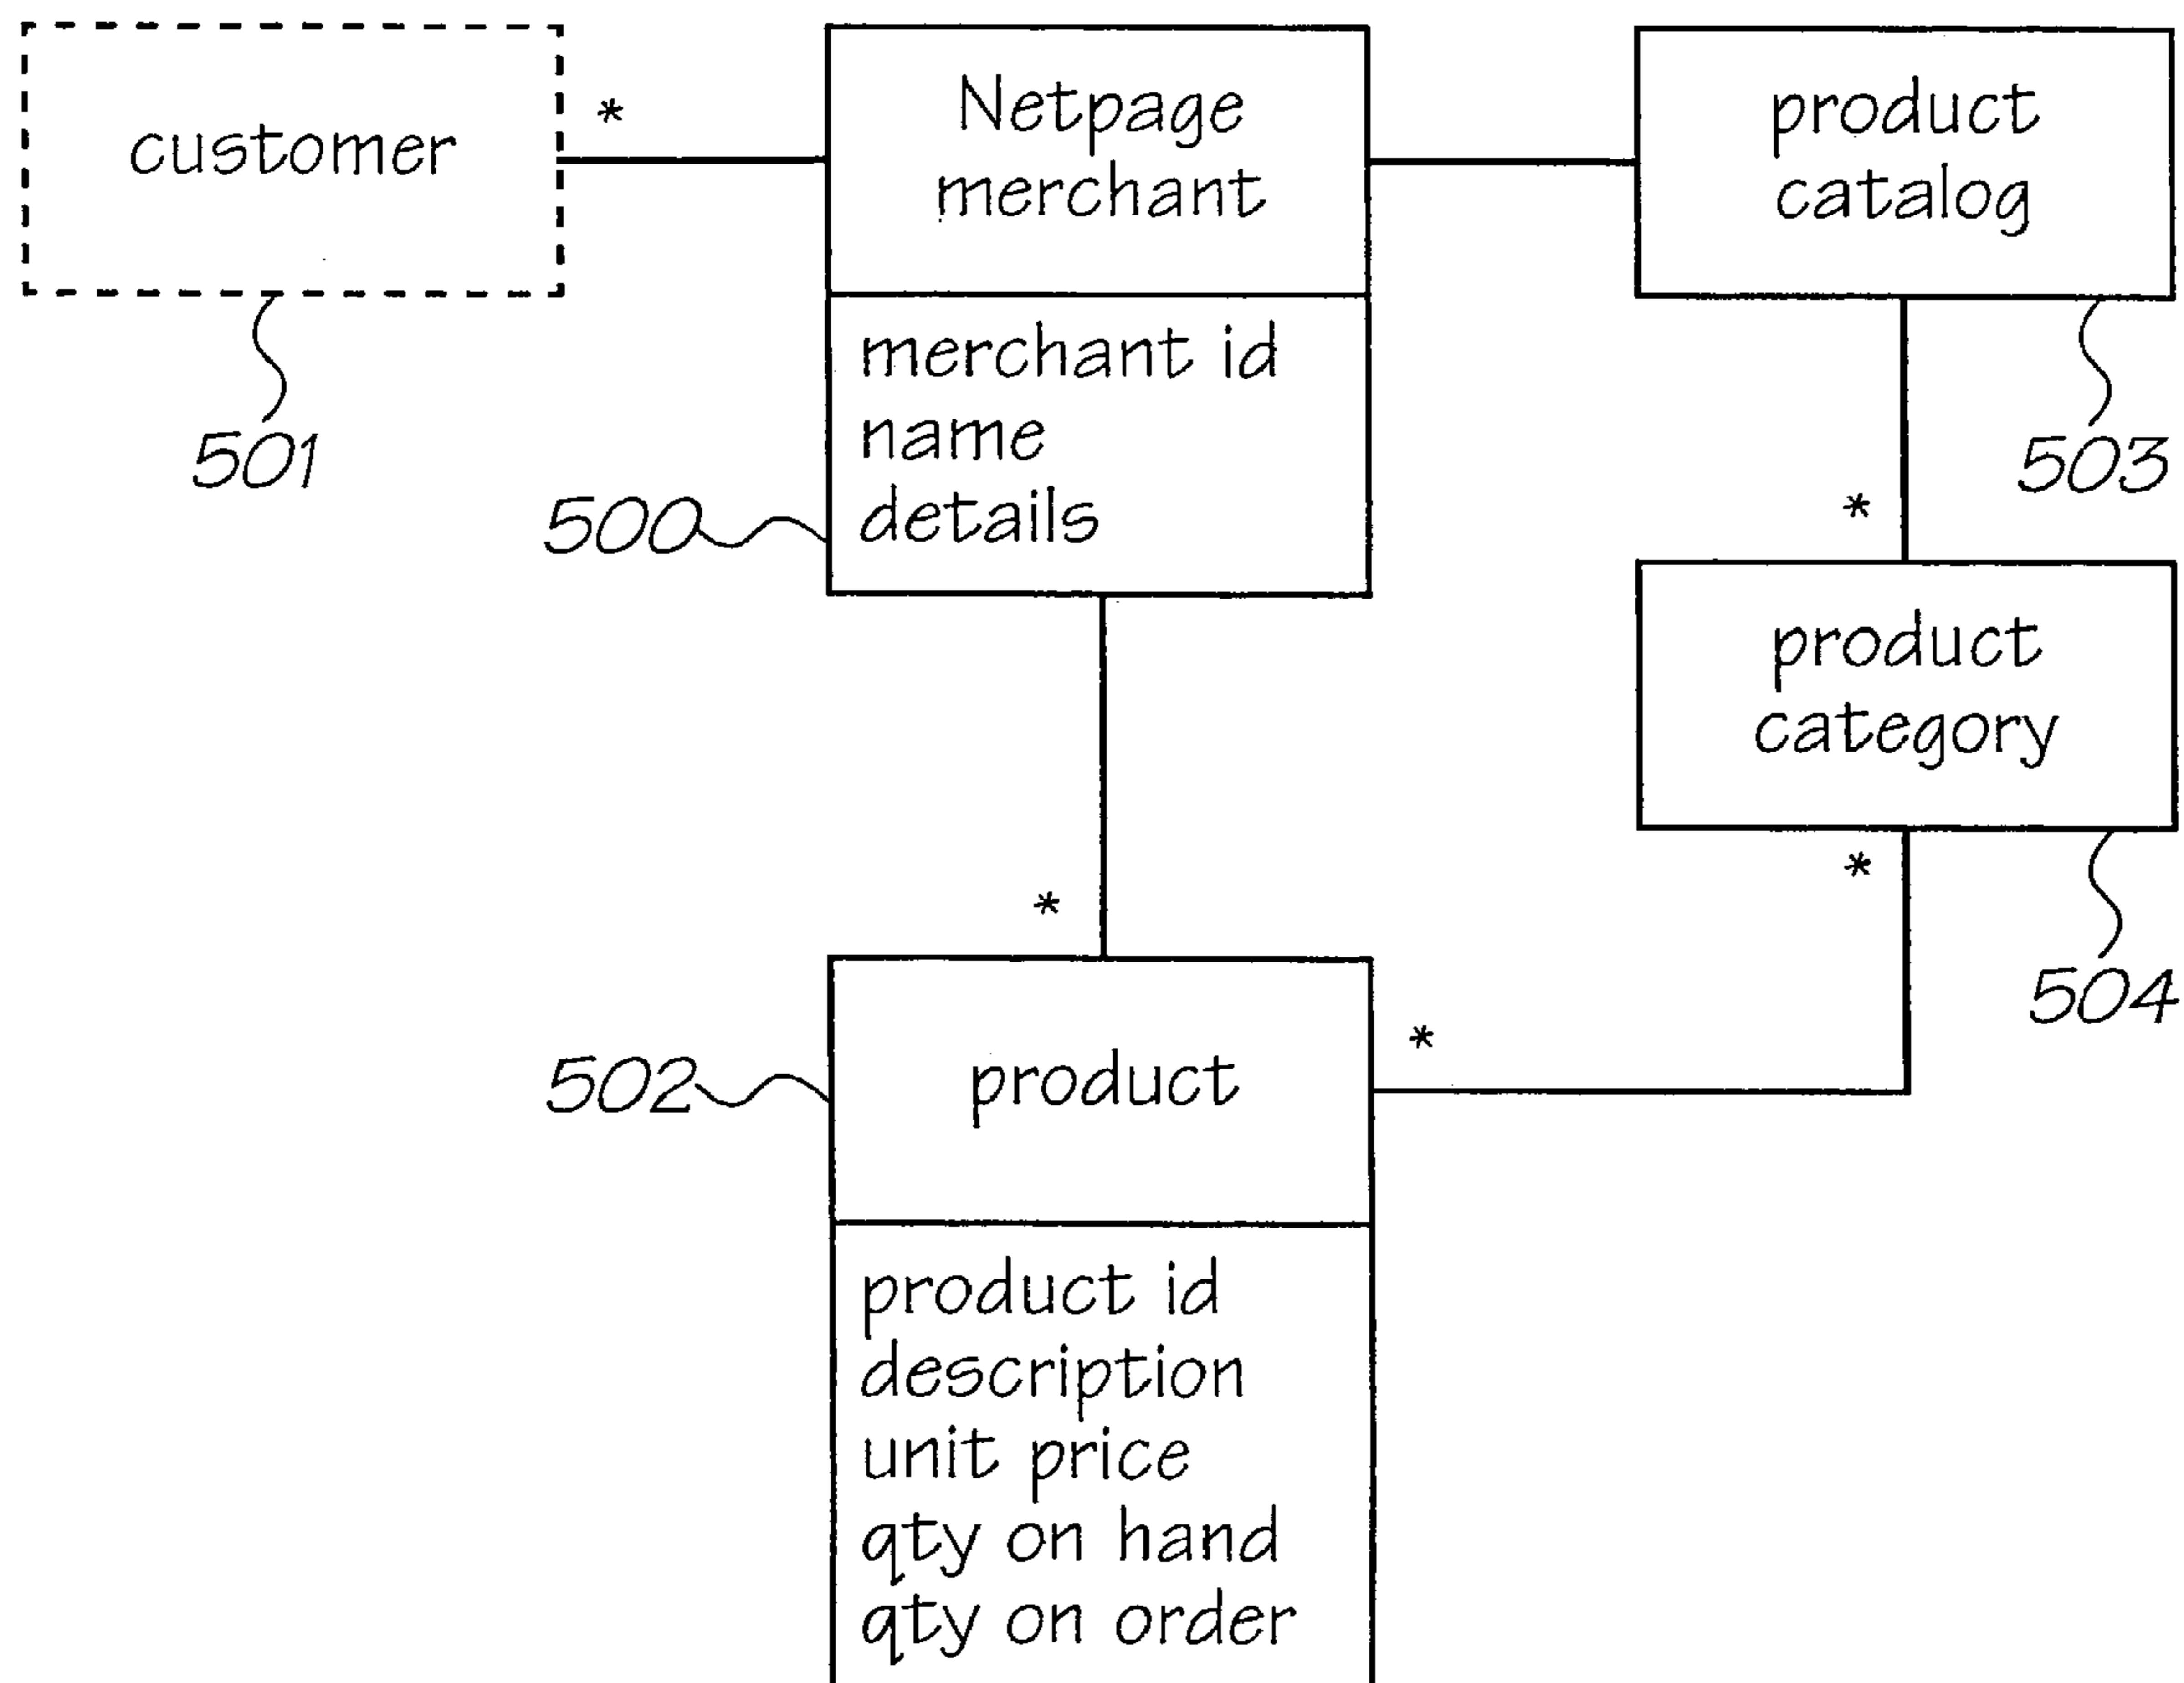 customer
*
Netpage
merchant
product
catalog
merchant id
name
details
501
500
503
*
product
category
*
*
504
*
502
product
product id
description
unit price
qty on hand
qty on order